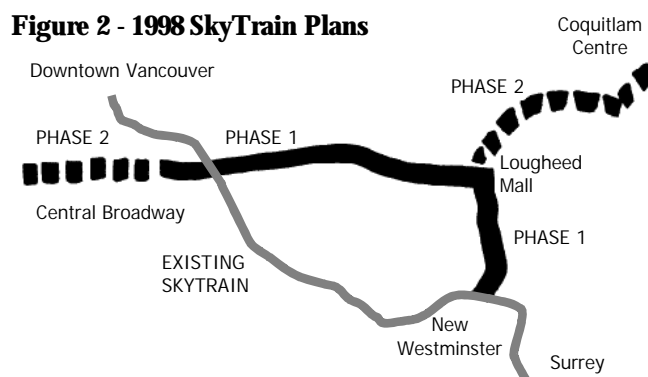 Figure 2 - 1998 SkyTrain Plans
Coquitlam
Centre
Downtown Vancouver
PHASE 2
PHASE 2
PHASE 1
Lougheed
Mall
Central Broadway
PHASE 1
EXISTING
SKYTRAIN
New
Westminster
Surrey